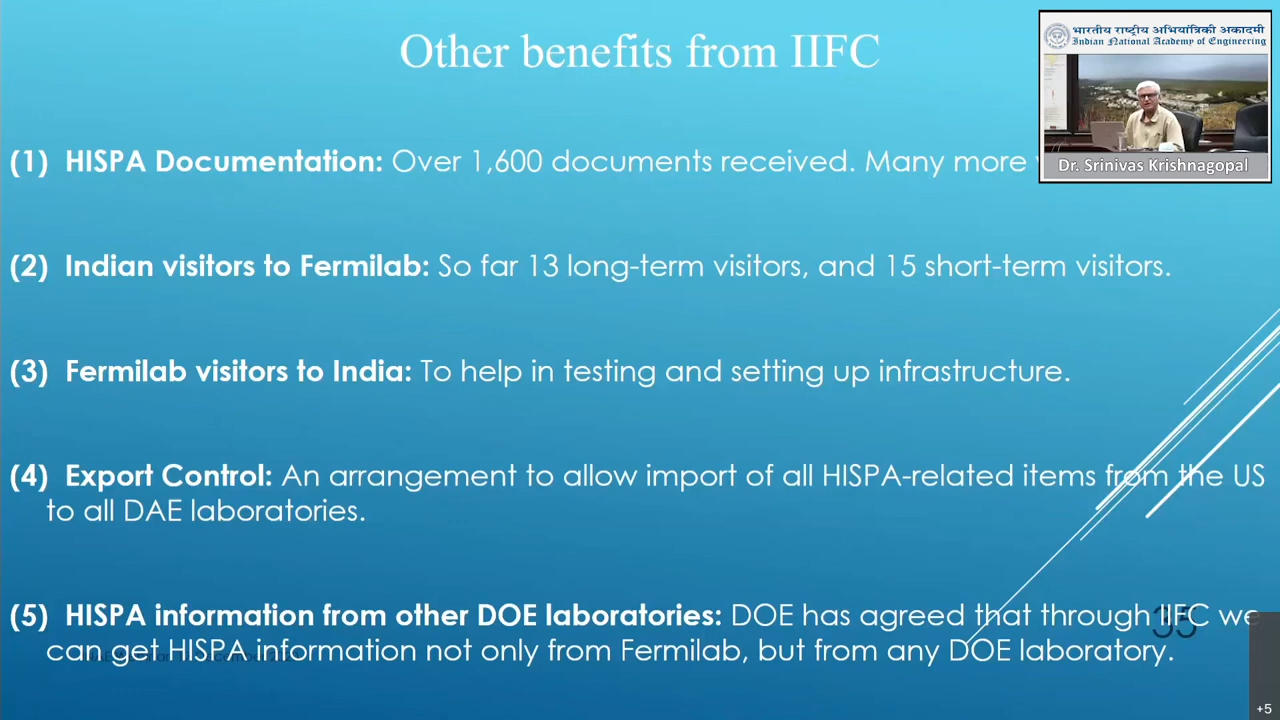 Other benefits from IIFC
भारतीय राष्ट्रीय अभियांत्रिकी अकादमी
Indian National Academy of Engineering
Dr. Srinivas Krishnagopal
(1) HISPA Documentation: Over 1,600 documents received. Many more
(2) Indian visitors to Fermilab: So far 13 long-term visitors, and 15 short-term visitors.
(3) Fermilab visitors to India: To help in testing and setting up infrastructure.
(4) Export Control: An arrangement to allow import of all HISPA-related items from the US
to all DAE laboratories.
(5) HISPA information from other DOE laboratories: DOE has agreed that through IIFC we
can get HISPA information not only from Fermilab, but from any DOE laboratory.
35
+5